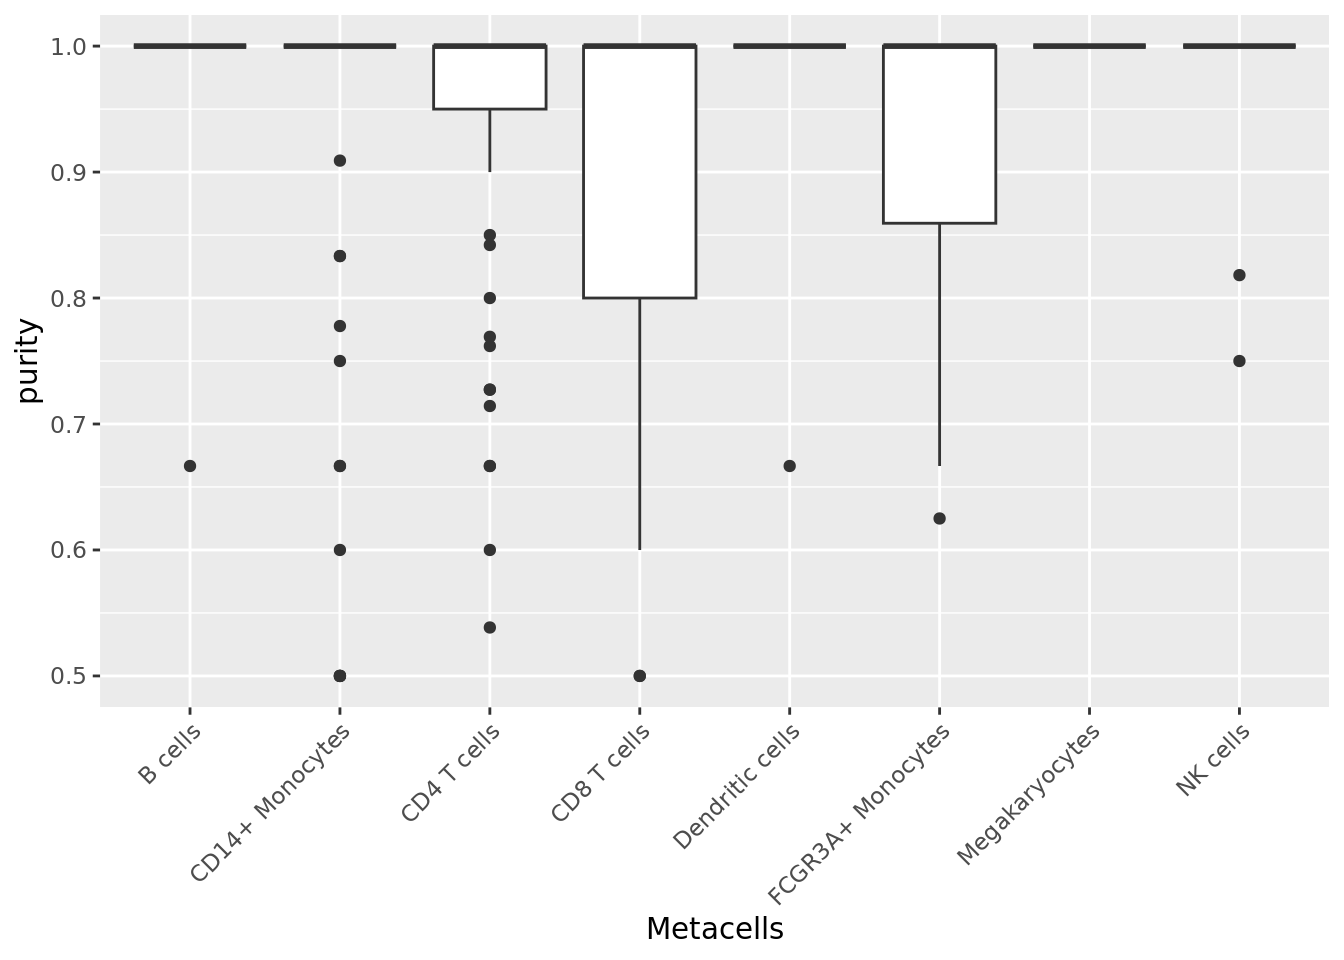 1.0
0.9
0.8
0.7
0.6
0.5
purity
B cells
CD14+ Monocytes
CD4 T cells
CD8 T cells
Dendritic cells
FCGR3A+ Monocytes
Megakaryocytes
NK cells
Metacells